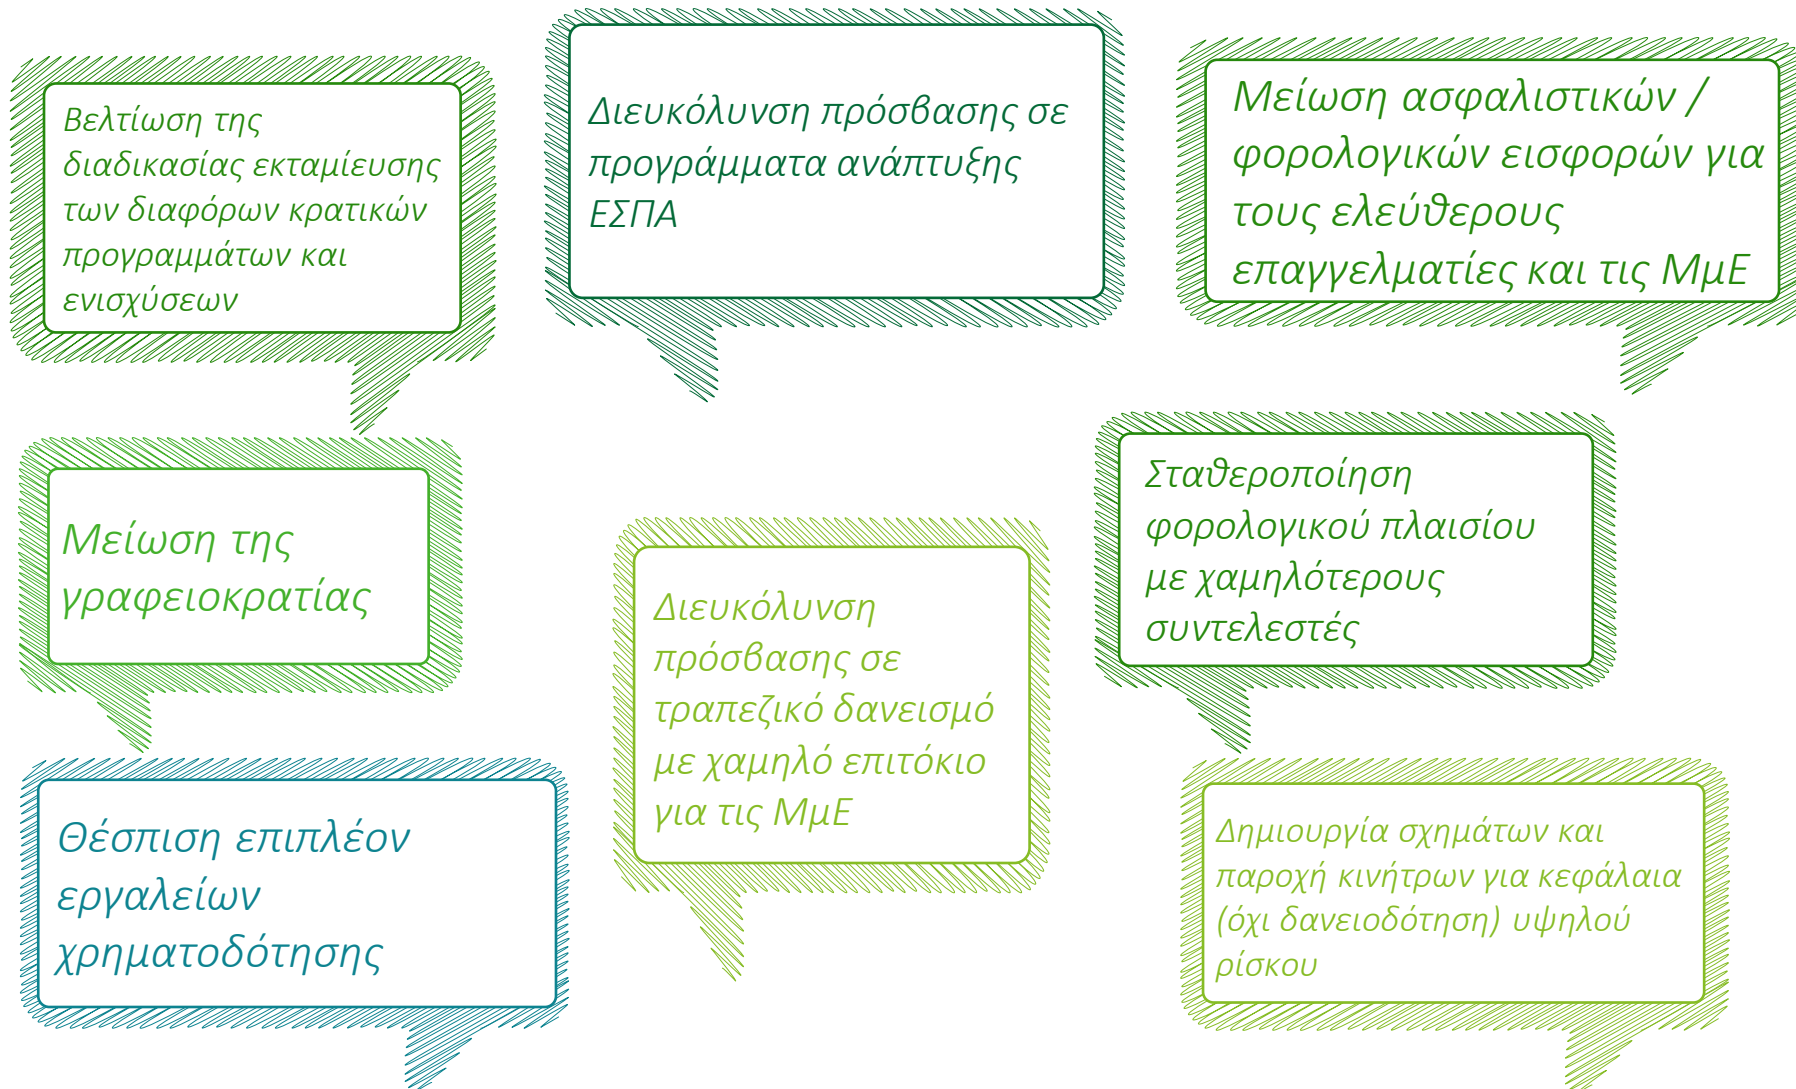 Βελτίωση της
διαδικασίας εκταμίευσης
των διαφόρων κρατικών
προγραμμάτων και
ενισχύσεων
Διευκόλυνση πρόσβασης σε
προγράμματα ανάπτυξης
ΕΣΠΑ
Μείωση ασφαλιστικών /
φορολογικών εισφορών για
τους ελεύθερους
επαγγελματίες και τις ΜμΕ
Μείωση της
γραφειοκρατίας
Διευκόλυνση
πρόσβασης σε
τραπεζικό δανεισμό
με χαμηλό επιτόκιο
για τις ΜμΕ
Σταθεροποίηση
φορολογικού πλαισίου
με χαμηλότερους
συντελεστές
Θέσπιση επιπλέον
εργαλείων
χρηματοδότησης
Δημιουργία σχημάτων και
παροχή κινήτρων για κεφάλαια
(όχι δανειοδότηση) υψηλού
ρίσκου